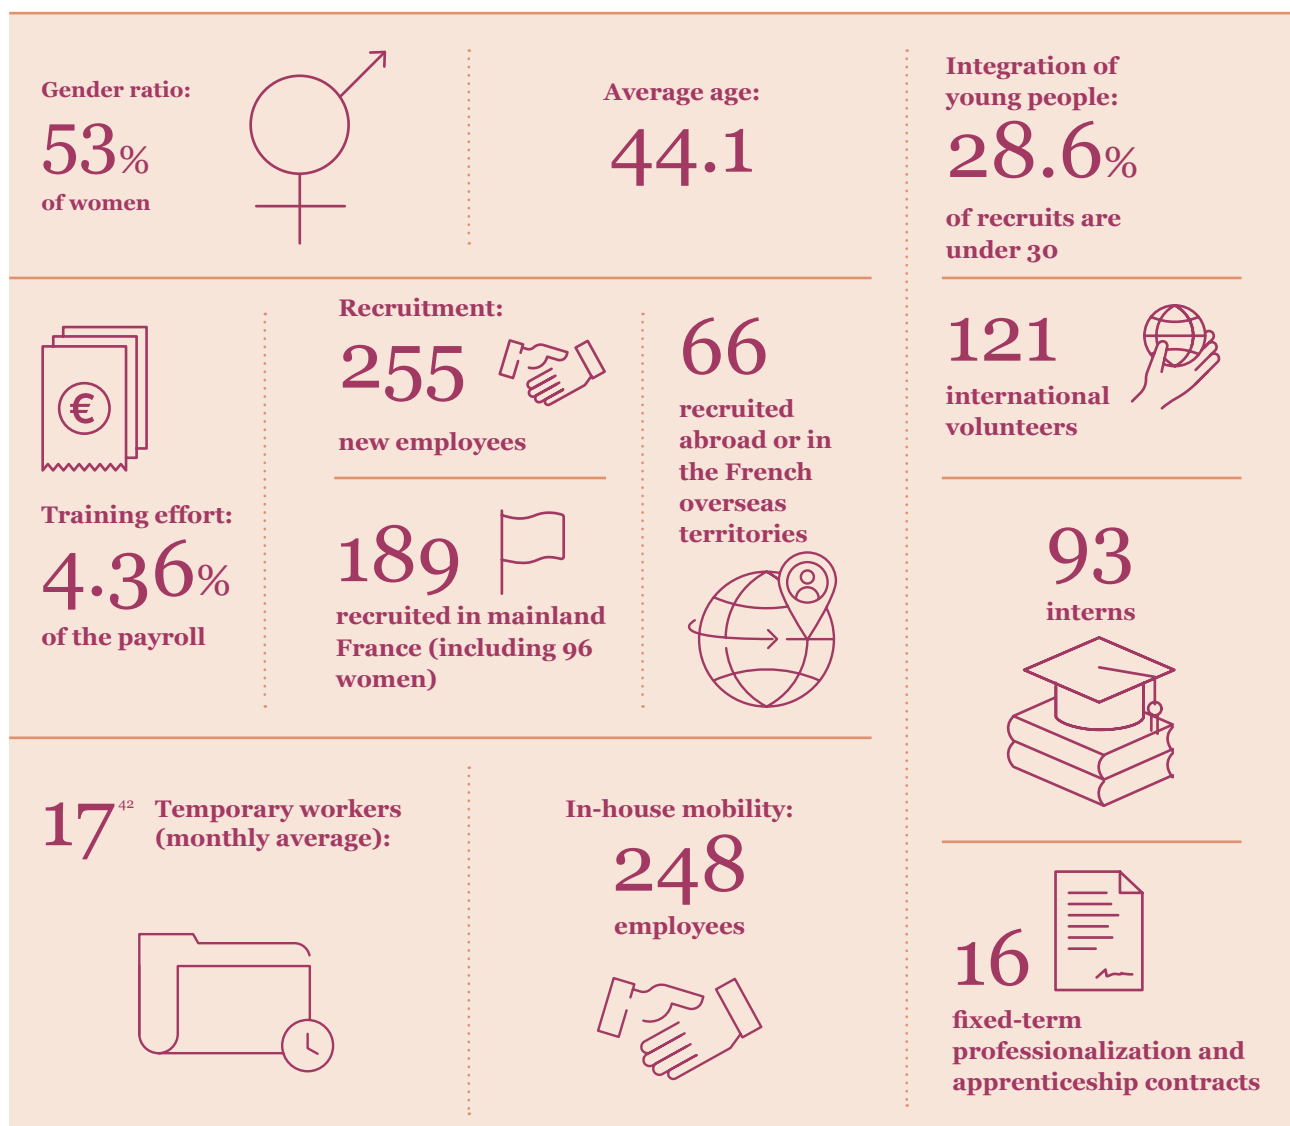 Gender ratio:
53%
of women
Average age:
44.1
Integration of
young people:
28.6%
of recruits are
under 30
€
Training effort:
4.36%
of the payroll
Recruitment:
255
new employees
189
recruited in mainland
France (including 96
women)
66
recruited
abroad or in
the French
overseas
territories
121
international
volunteers
93
interns
17 42 Temporary workers
(monthly average):
In-house mobility:
248
employees
16
fixed-term
professionalization and
apprenticeship contracts